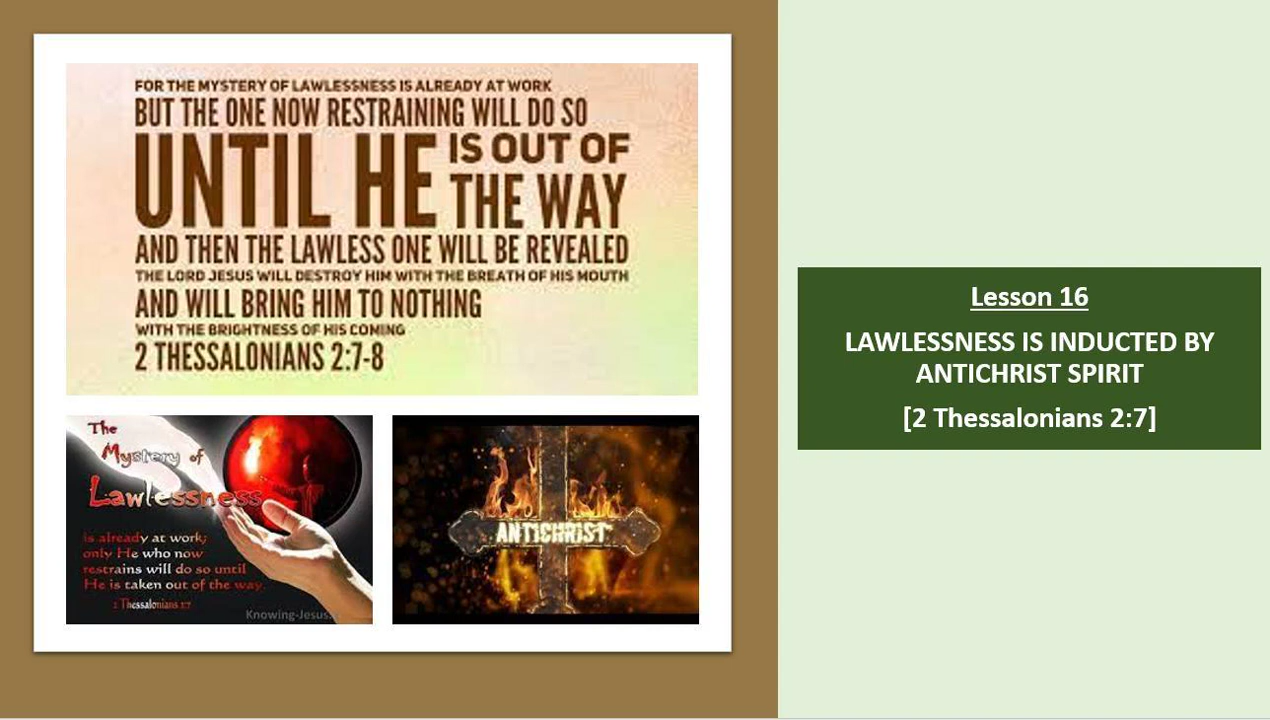 FOR THE MYSTERY OF LAWLESSNESS IS ALREADY AT WORK
BUT THE ONE NOW RESTRAINING WILL DO SO
UNTIL HE IS OUT OF
THE WAY
AND THEN THE LAWLESS ONE WILL BE REVEALED
THE LORD JESUS WILL DESTROY HIM WITH THE BREATH OF HIS MOUTH
AND WILL BRING HIM TO NOTHING
WITH THE BRIGHTNESS OF HIS COMING
2 THESSALONIANS 2:7-8
The
Mystery of
Lawlessness
is already at work;
only He who now
restrains will do so until
He is taken out of the way.
Thessalonians
Knowing-Jesus
ANTICHRIST
Lesson 16
LAWLESSNESS IS INDUCTED BY
ANTICHRIST SPIRIT
[2 Thessalonians 2:7]